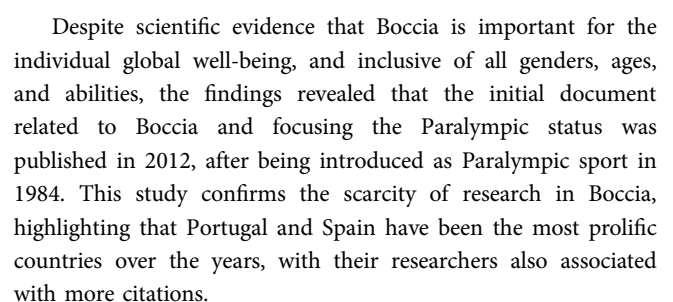 Despite scientific evidence that Boccia is important for the
individual global well-being, and inclusive of all genders, ages,
and abilities, the findings revealed that the initial document
related to Boccia and focusing the Paralympic status was
published in 2012, after being introduced as Paralympic sport in
1984. This study confirms the scarcity of research in Boccia,
highlighting that Portugal and Spain have been the most prolific
countries over the years, with their researchers also associated
with more citations.